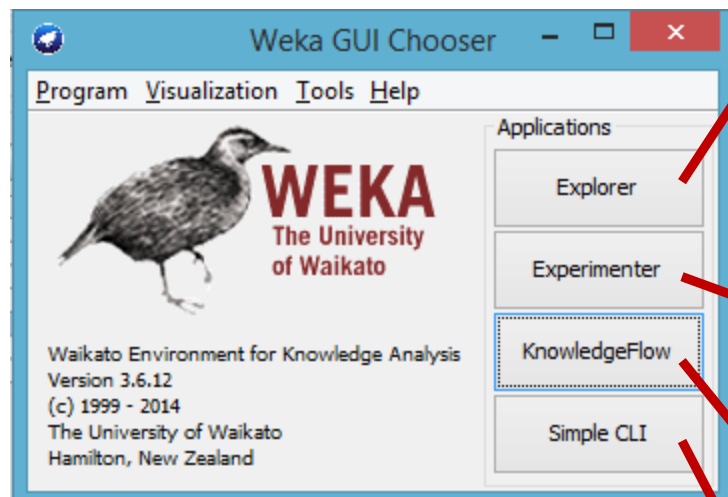 Weka GUI Chooser
Program Visualization Tools Help
WEKA
The University
of Waikato
Waikato Environment for Knowledge Analysis
Version 3.6.12
(c) 1999 - 2014
The University of Waikato
Hamilton, New Zealand
Applications
Explorer
Experimenter
KnowledgeFlow
Simple CLI